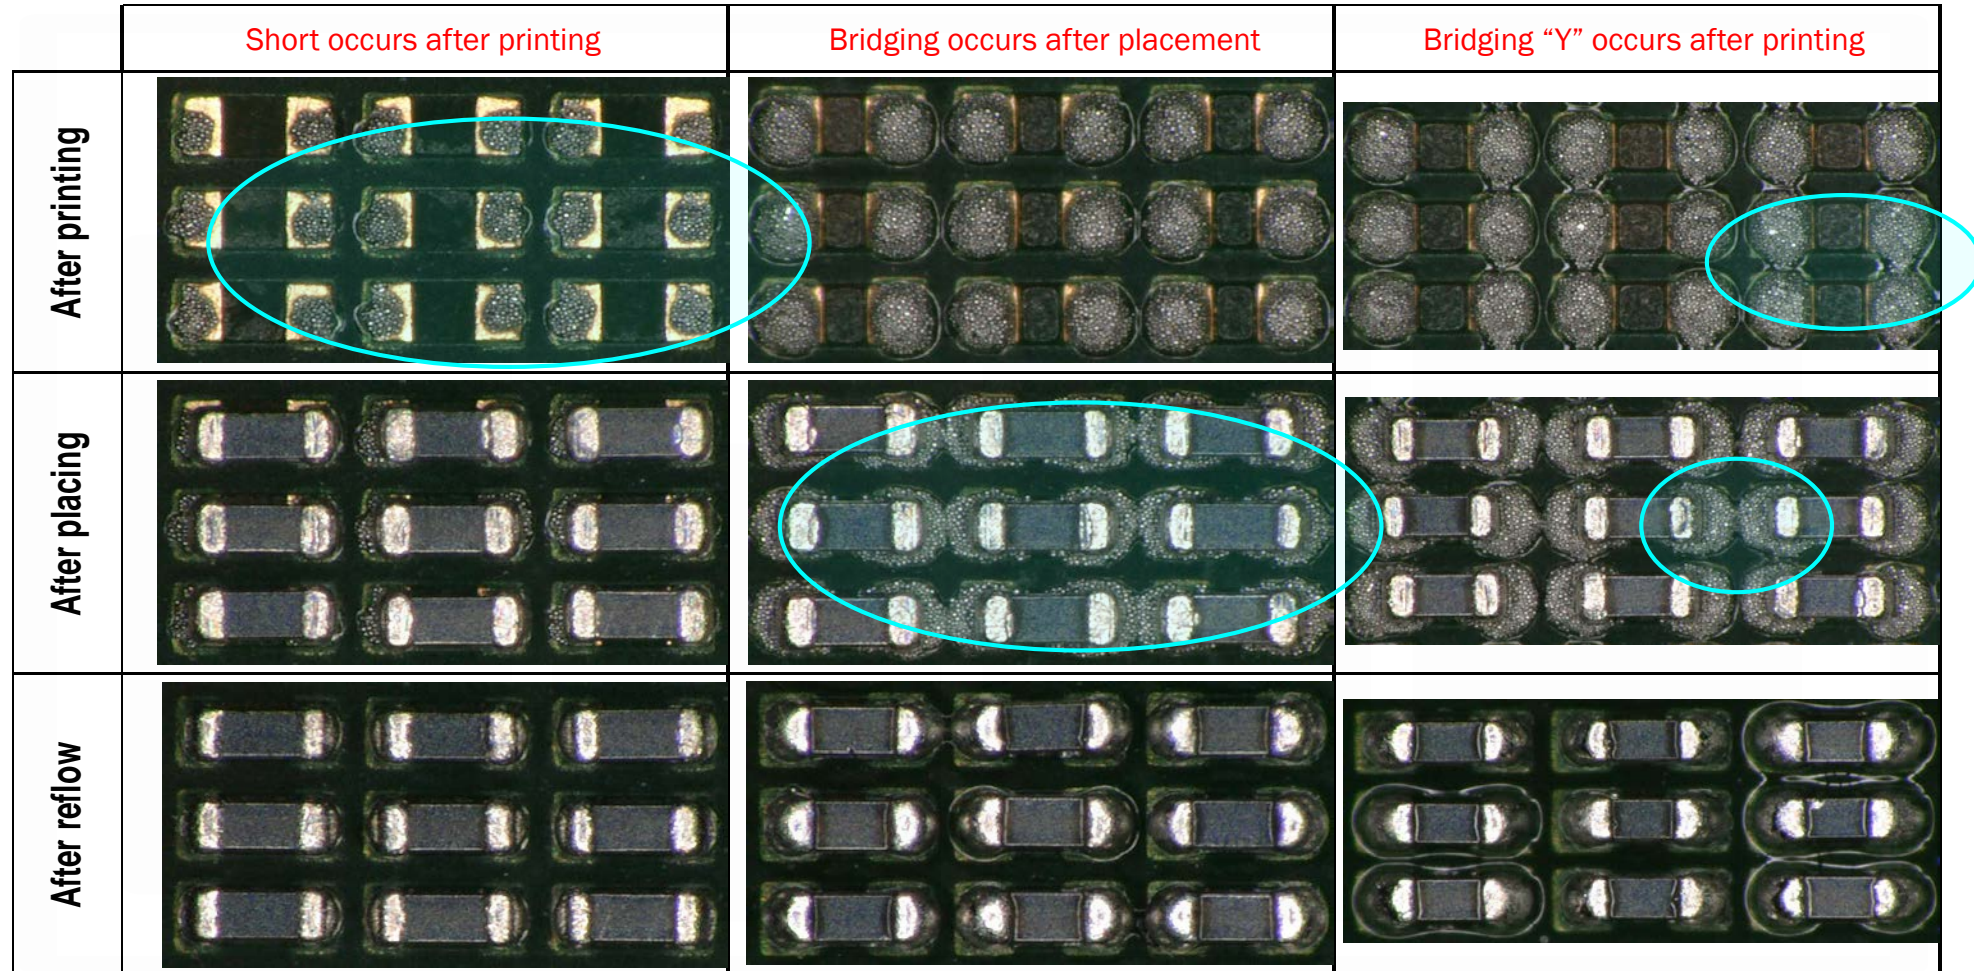 Short occurs after printing
Bridging occurs after placement
Bridging “Y” occurs after printing
After printing
After placing
After reflow